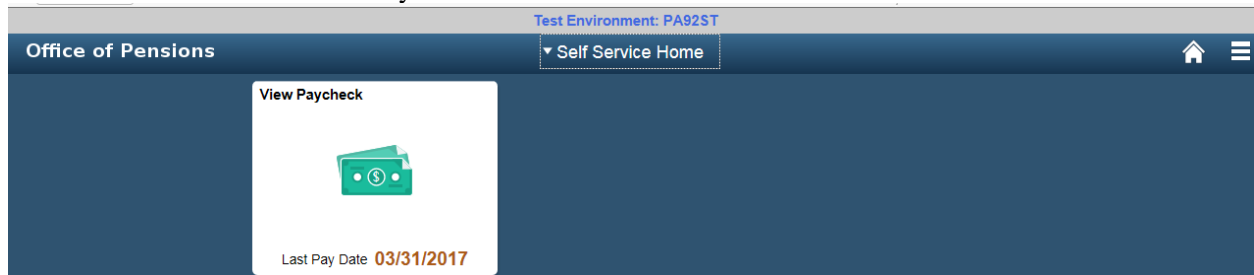 Test Environment: PA92ST
Office of Pensions
Self Service Home
View Paycheck
$
Last Pay Date 03/31/2017